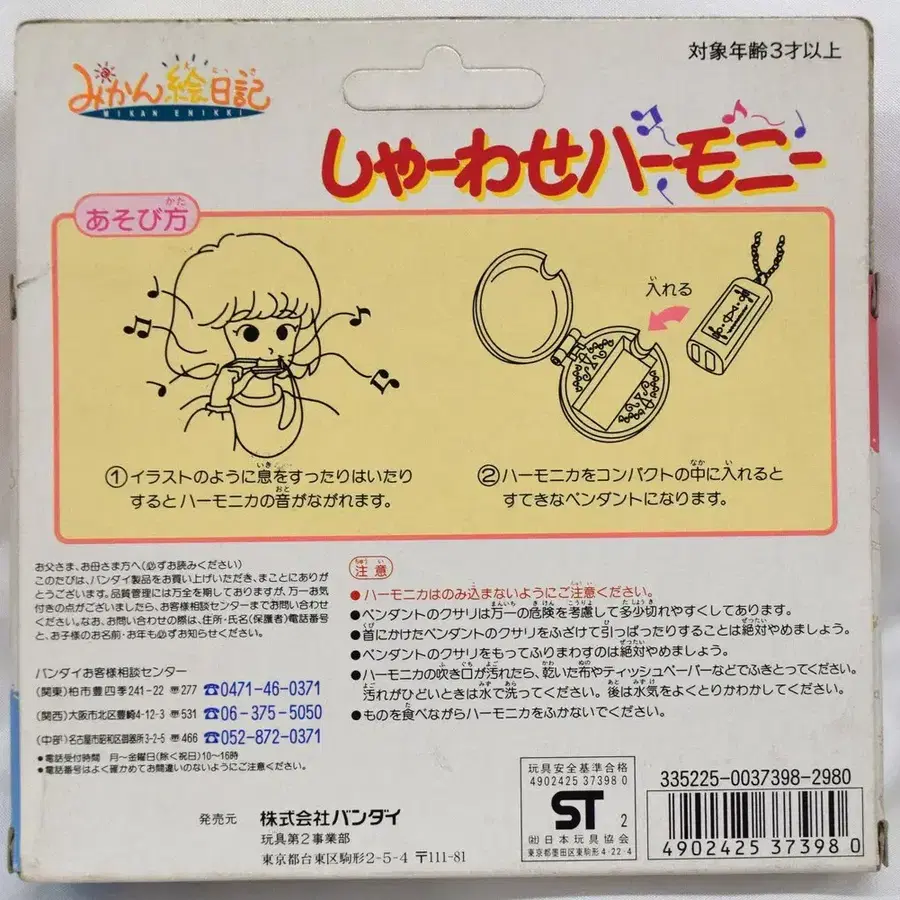 みかん絵日記
MIKAN ENIKKI
対象年齢3才以上
しゃーわせハーモニー
あそび方
入れる
①イラストのように息をすったりはいたり
するとハーモニカの音がながれます。
②ハーモニカをコンパクトの中に入れると
すてきなペンダントになります。
お父さま、お母さま方へ(必ずお読みください)
このたびは、バンダイ製品をお買い上げいただき、まことにありが
とうございます。品質管理には万全を期しておりますが、万一お気
付きの点がございましたら、お客様相談センターまでお問い合わせ
ください。なお、お問い合わせの際は、住所・氏名(保護者)電話番号
と、お子様のお名前・お年も必ずお知らせください。
バンダイお客様相談センター
(関東)柏市豊四季241-22 〠277 ☎0471-46-0371
(関西)大阪市北区豊崎4-12-3 〠531 ☎06-375-5050
(中部)名古屋市昭和区御器所3-2-5 〠466 ☎052-872-0371
●電話受付時間 月〜金曜日(除く祝日)10〜16時
●電話番号はよく確かめてお間違いのないようにご注意ください。
注意
●ハーモニカはのみ込まないようにご注意ください。
●ペンダントのクサリは万一の危険を考慮して多少切れやすくしてあります。
●首にかけたペンダントのクサリをふざけて引っぱったりすることは絶対やめましょう。
●ペンダントのクサリをもってふりまわすのは絶対やめましょう。
●ハーモニカの吹き口が汚れたら、乾いた布やティッシュペーパーなどでふきとってください。
汚れがひどいときは水で洗ってください。後は水気をよくとりかわかしてください。
●ものを食べながらハーモニカをふかないでください。
発売元 株式会社バンダイ
玩具第2事業部
東京都台東区駒形2-5-4 〒111-81
玩具安全基準合格
4902425 37398 0
ST 2
(社)日本玩具協会
東京都墨田区東駒形4-22-4
335225-0037398-2980
4 902425 373980